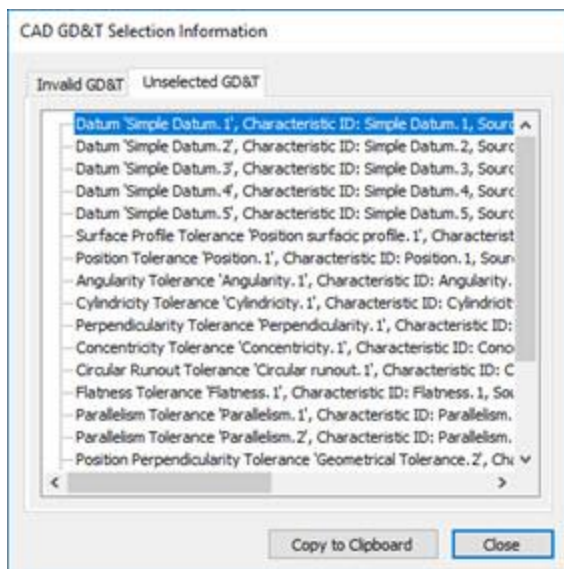 CAD GD&T Selection Information
Invalid GD&T
Unselected GD&T
Datum 'Simple Datum.1', Characteristic ID: Simple Datum.1, Sourc
Datum 'Simple Datum.2', Characteristic ID: Simple Datum.2, Sourc
Datum 'Simple Datum.3', Characteristic ID: Simple Datum.3, Sourc
Datum 'Simple Datum.4', Characteristic ID: Simple Datum.4, Sourc
Datum 'Simple Datum.5', Characteristic ID: Simple Datum.5, Sourc
Surface Profile Tolerance 'Position surfacic profile.1', Characterist
Position Tolerance 'Position.1', Characteristic ID: Position.1, Sour
Angularity Tolerance 'Angularity.1', Characteristic ID: Angularity.
Cylindricity Tolerance 'Cylindricity.1', Characteristic ID: Cylindricit
Perpendicularity Tolerance 'Perpendicularity.1', Characteristic ID:
Concentricity Tolerance 'Concentricity.1', Characteristic ID: Conc
Circular Runout Tolerance 'Circular runout.1', Characteristic ID: C
Flatness Tolerance 'Flatness.1', Characteristic ID: Flatness.1, Sou
Parallelism Tolerance 'Parallelism.1', Characteristic ID: Parallelism.
Parallelism Tolerance 'Parallelism.2', Characteristic ID: Parallelism.
Position Perpendicularity Tolerance 'Geometrical Tolerance.2', Cha
Copy to Clipboard
Close